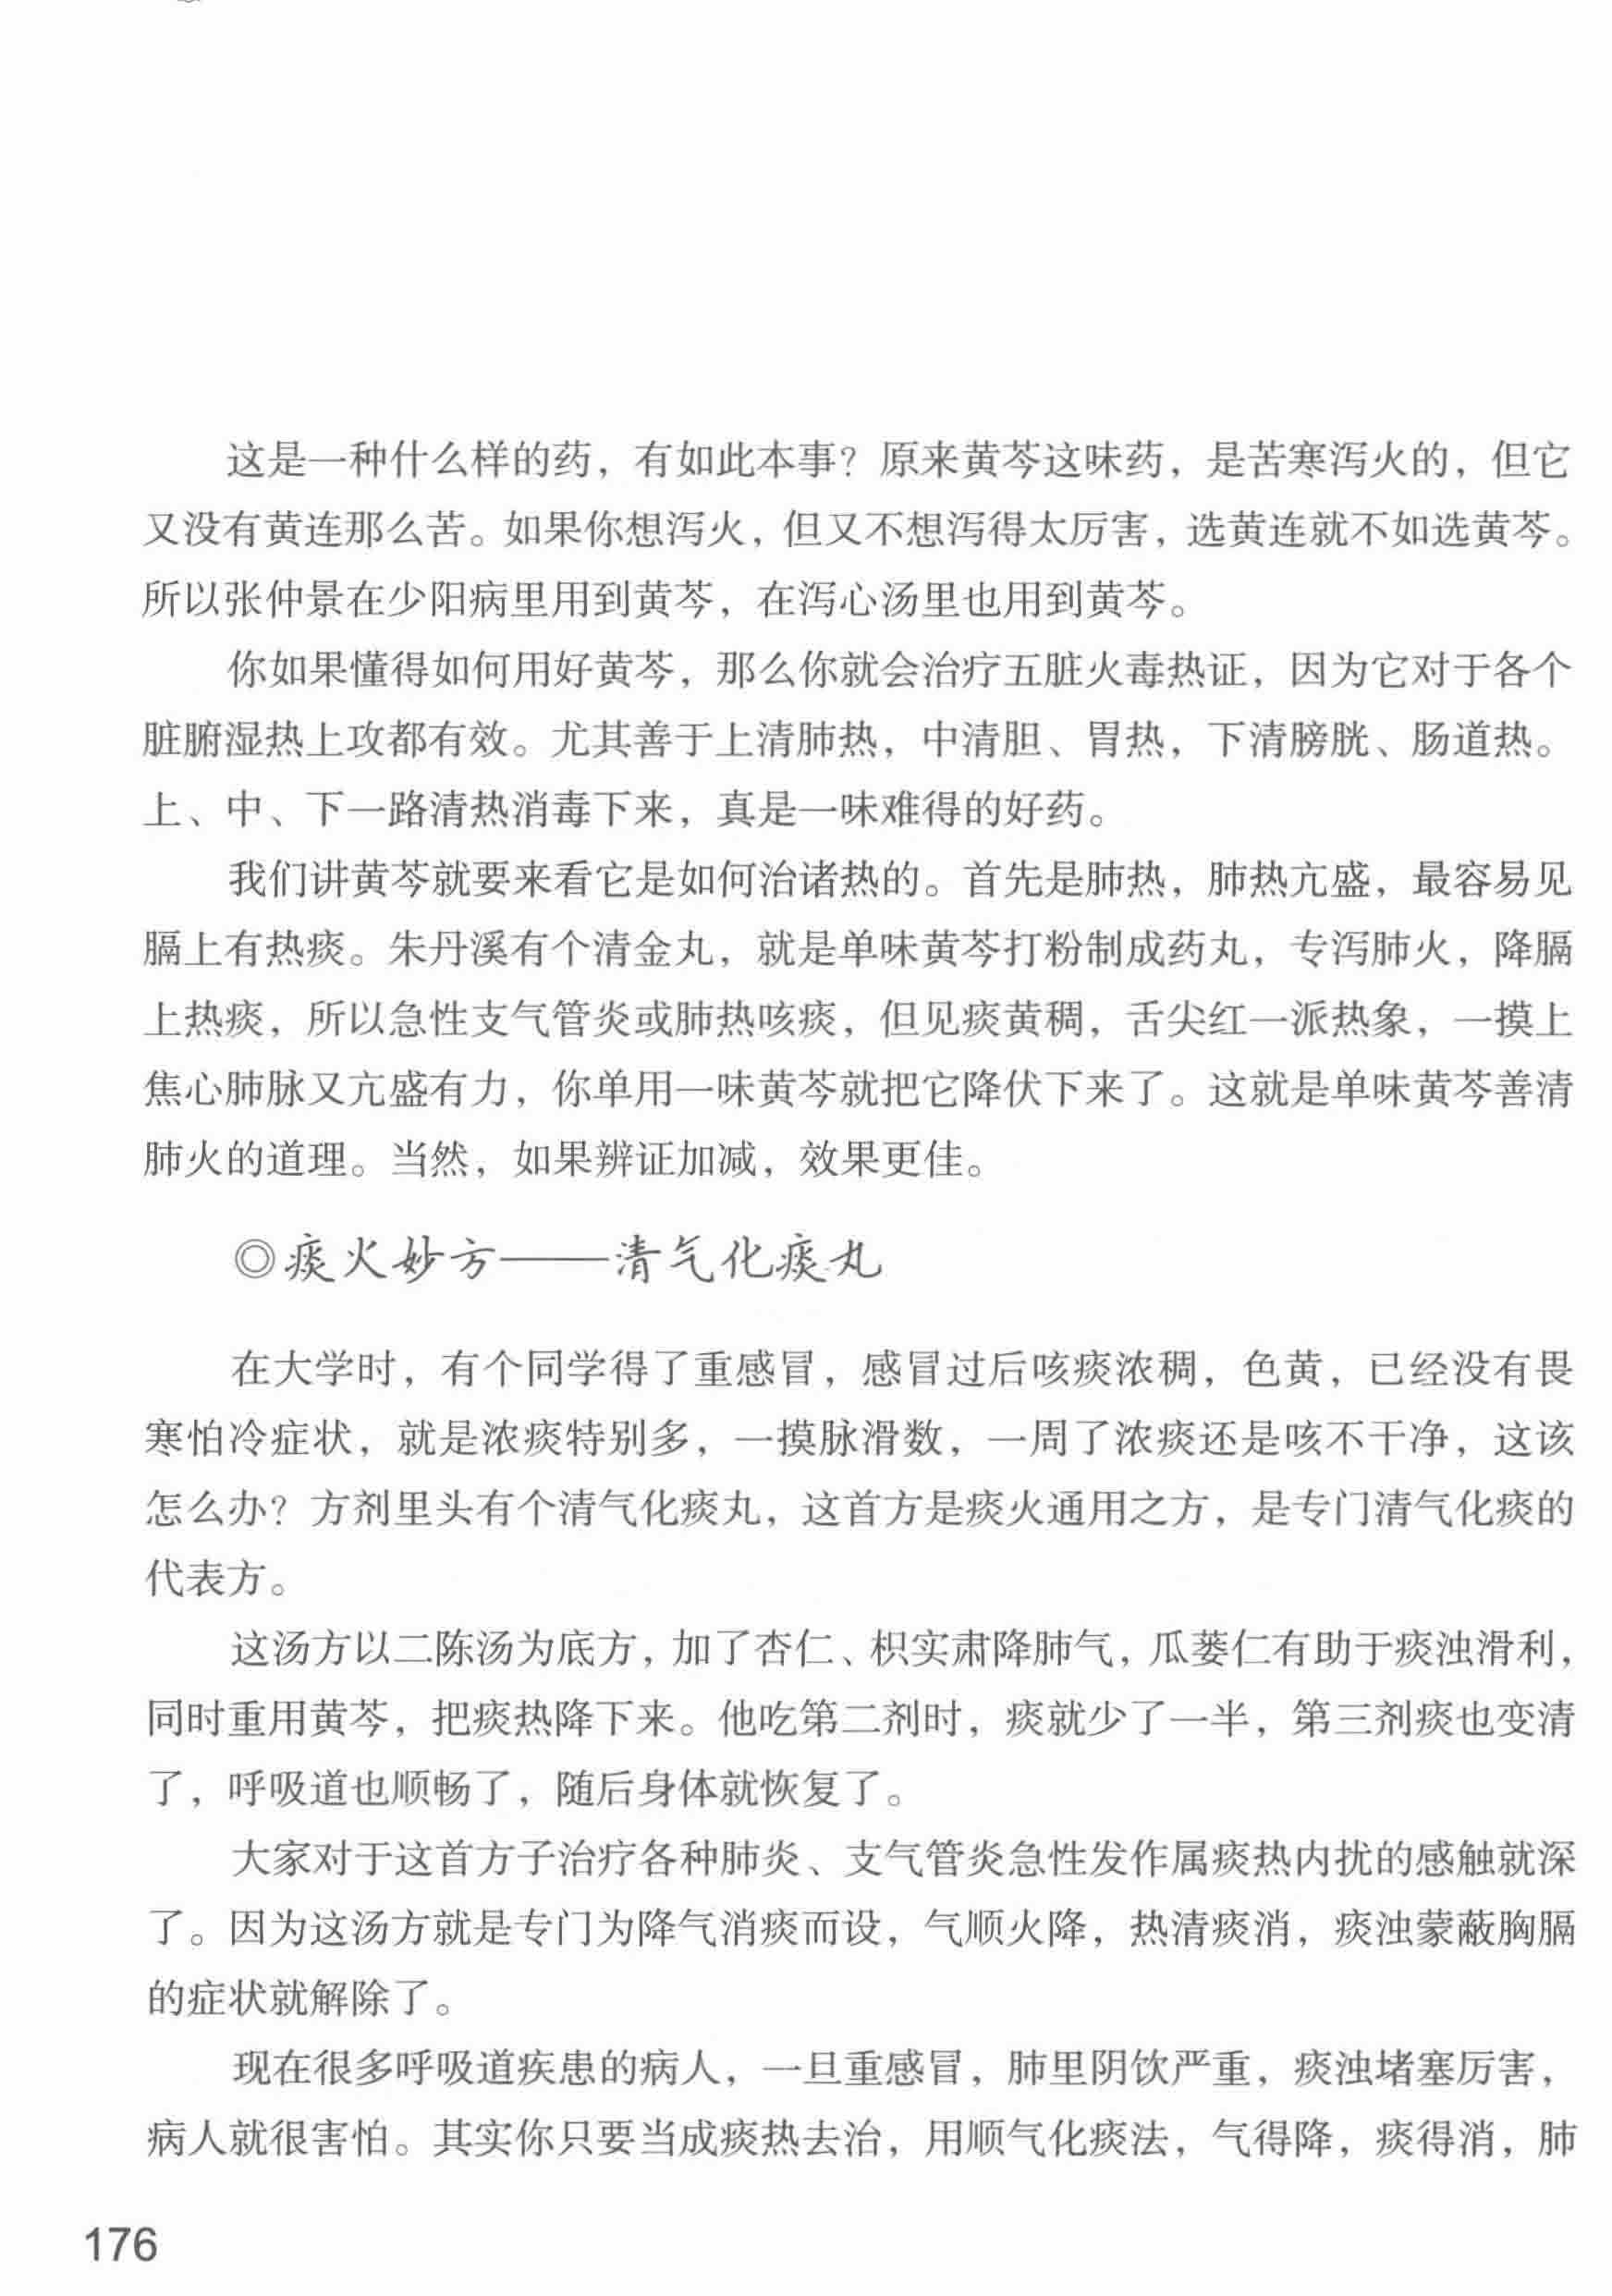 这是一种什么样的药，有如此本事？原来黄芩这味药，是苦寒泻火的，但它
又没有黄连那么苦。如果你想泻火，但又不想泻得太厉害，选黄连就不如选黄芩。
所以张仲景在少阳病里用到黄芩，在泻心汤里也用到黄芩。
你如果懂得如何用好黄芩，那么你就会治疗五脏火毒热证，因为它对于各个
脏腑湿热上攻都有效。尤其善于上清肺热，中清胆、胃热，下清膀胱、肠道热。
上、中、下一路清热消毒下来，真是一味难得的好药。
我们讲黄芩就要来看它是如何治诸热的。首先是肺热，肺热亢盛，最容易见
膈上有热痰。朱丹溪有个清金丸，就是单味黄芩打粉制成药丸，专泻肺火，降膈
上热痰，所以急性支气管炎或肺热咳痰，但见痰黄稠，舌尖红一派热象，一摸上
焦心肺脉又亢盛有力，你单用一味黄芩就把它降伏下来了。这就是单味黄芩善清
肺火的道理。当然，如果辨证加减，效果更佳。
◎痰火妙方——清气化痰丸
在大学时，有个同学得了重感冒，感冒过后咳痰浓稠，色黄，已经没有畏
寒怕冷症状，就是浓痰特别多，一摸脉滑数，一周了浓痰还是咳不干净，这该
怎么办？方剂里头有个清气化痰丸，这首方是痰火通用之方，是专门清气化痰的
代表方。
这汤方以二陈汤为底方，加了杏仁、枳实肃降肺气，瓜蒌仁有助于痰浊滑利，
同时重用黄芩，把痰热降下来。他吃第二剂时，痰就少了一半，第三剂痰也变清
了，呼吸道也顺畅了，随后身体就恢复了。
大家对于这首方子治疗各种肺炎、支气管炎急性发作属痰热内扰的感触就深
了。因为这汤方就是专门为降气消痰而设，气顺火降，热清痰消，痰浊蒙蔽胸膈
的症状就解除了。
现在很多呼吸道疾患的病人，一旦重感冒，肺里阴饮严重，痰浊堵塞厉害，
病人就很害怕。其实你只要当成痰热去治，用顺气化痰法，气得降，痰得消，肺
176